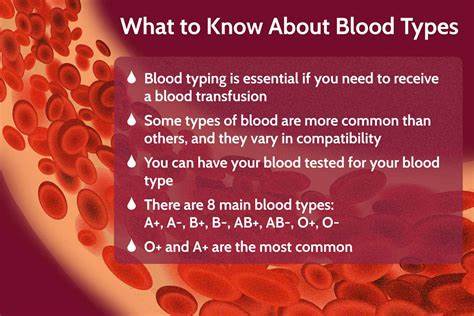 What to Know About Blood Types
Blood typing is essential if you need to receive
a blood transfusion
Some types of blood are more common than
others, and they vary in compatibility
You can have your blood tested for your blood
type
There are 8 main blood types:
A+, A-, B+, B-, AB+, AB-, O+, O-
O+ and A+ are the most common